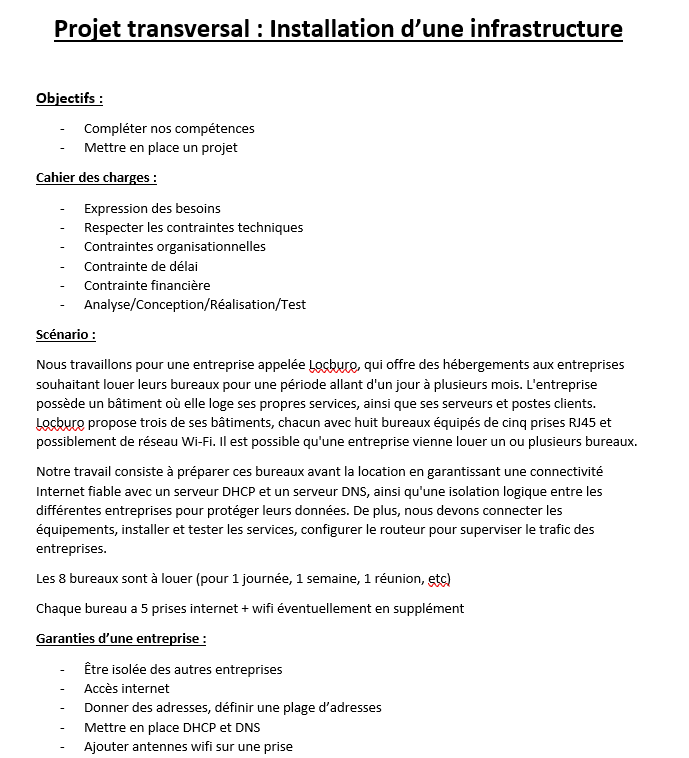 Projet transversal : Installation d’une infrastructure
Objectifs :
- Compléter nos compétences
- Mettre en place un projet
Cahier des charges :
- Expression des besoins
- Respecter les contraintes techniques
- Contraintes organisationnelles
- Contrainte de délai
- Contrainte financière
- Analyse/Conception/Réalisation/Test
Scénario :
Nous travaillons pour une entreprise appelée Locburo, qui offre des hébergements aux entreprises
souhaitant louer leurs bureaux pour une période allant d'un jour à plusieurs mois. L'entreprise
possède un bâtiment où elle loge ses propres services, ainsi que ses serveurs et postes clients.
Locburo propose trois de ses bâtiments, chacun avec huit bureaux équipés de cinq prises RJ45 et
possiblement de réseau Wi-Fi. Il est possible qu'une entreprise vienne louer un ou plusieurs bureaux.
Notre travail consiste à préparer ces bureaux avant la location en garantissant une connectivité
Internet fiable avec un serveur DHCP et un serveur DNS, ainsi qu'une isolation logique entre les
différentes entreprises pour protéger leurs données. De plus, nous devons connecter les
équipements, installer et tester les services, configurer le routeur pour superviser le trafic des
entreprises.
Les 8 bureaux sont à louer (pour 1 journée, 1 semaine, 1 réunion, etc)
Chaque bureau a 5 prises internet + wifi éventuellement en supplément
Garanties d’une entreprise :
- Être isolée des autres entreprises
- Accès internet
- Donner des adresses, définir une plage d’adresses
- Mettre en place DHCP et DNS
- Ajouter antennes wifi sur une prise